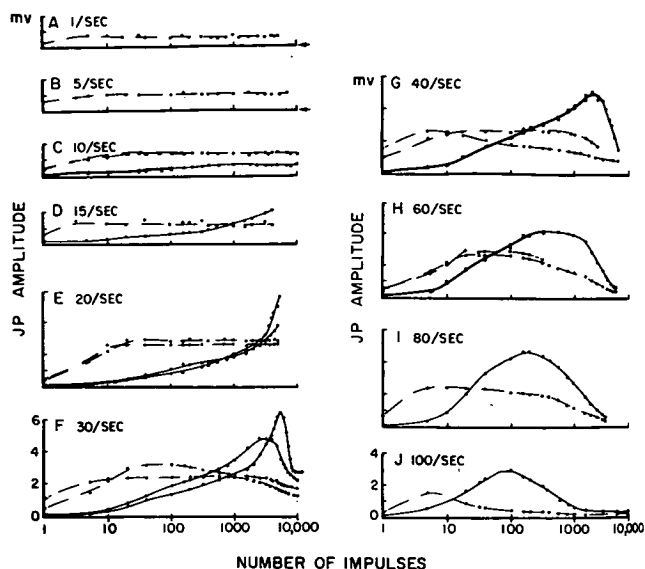 mv
A 1/SEC
B 5/SEC
C 10/SEC
D 15/SEC
JP AMPLITUDE
E 20/SEC
F 30/SEC
6
4
2
0
1 10 100 1000 10,000
mv
G 40/SEC
H 60/SEC
JP AMPLITUDE
I 80/SEC
J 100/SEC
4
2
0
1 10 100 1000 10,000
NUMBER OF IMPULSES